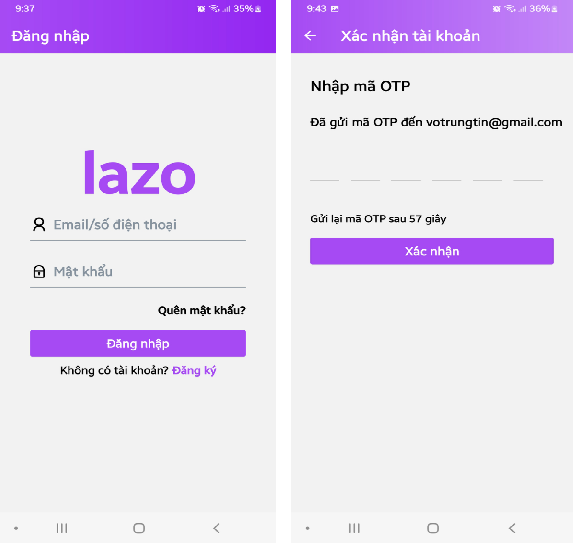 9:37
35%
Đăng nhập
lazo
Email/số điện thoại
Mật khẩu
Quên mật khẩu?
Đăng nhập
Không có tài khoản? Đăng ký
9:43
36%
Xác nhận tài khoản
Nhập mã OTP
Đã gửi mã OTP đến votrungtin@gmail.com
Gửi lại mã OTP sau 57 giây
Xác nhận